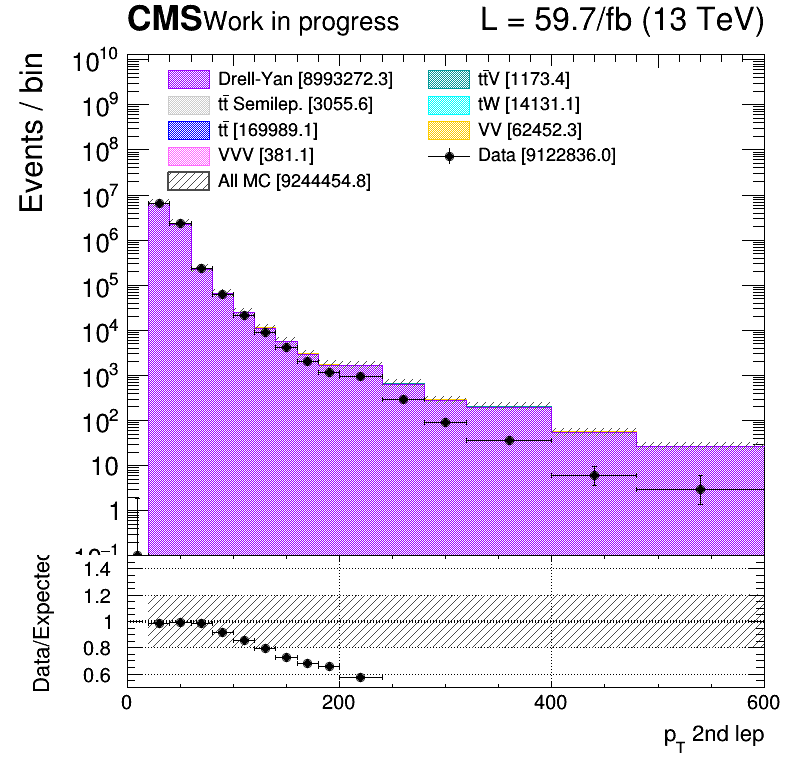 CMS Work in progress L = 59.7/fb (13 TeV)
Events / bin
10^10
10^9
10^8
10^7
10^6
10^5
10^4
10^3
10^2
10
1
10^−1
Drell-Yan [8993272.3]
tt̄ Semilep. [3055.6]
tt̄ [169989.1]
VVV [381.1]
All MC [9244454.8]
tt̄V [1173.4]
tW [14131.1]
VV [62452.3]
Data [9122836.0]
Data/Expected
1.4
1.2
1
0.8
0.6
0 200 400 600
p_T 2nd lep